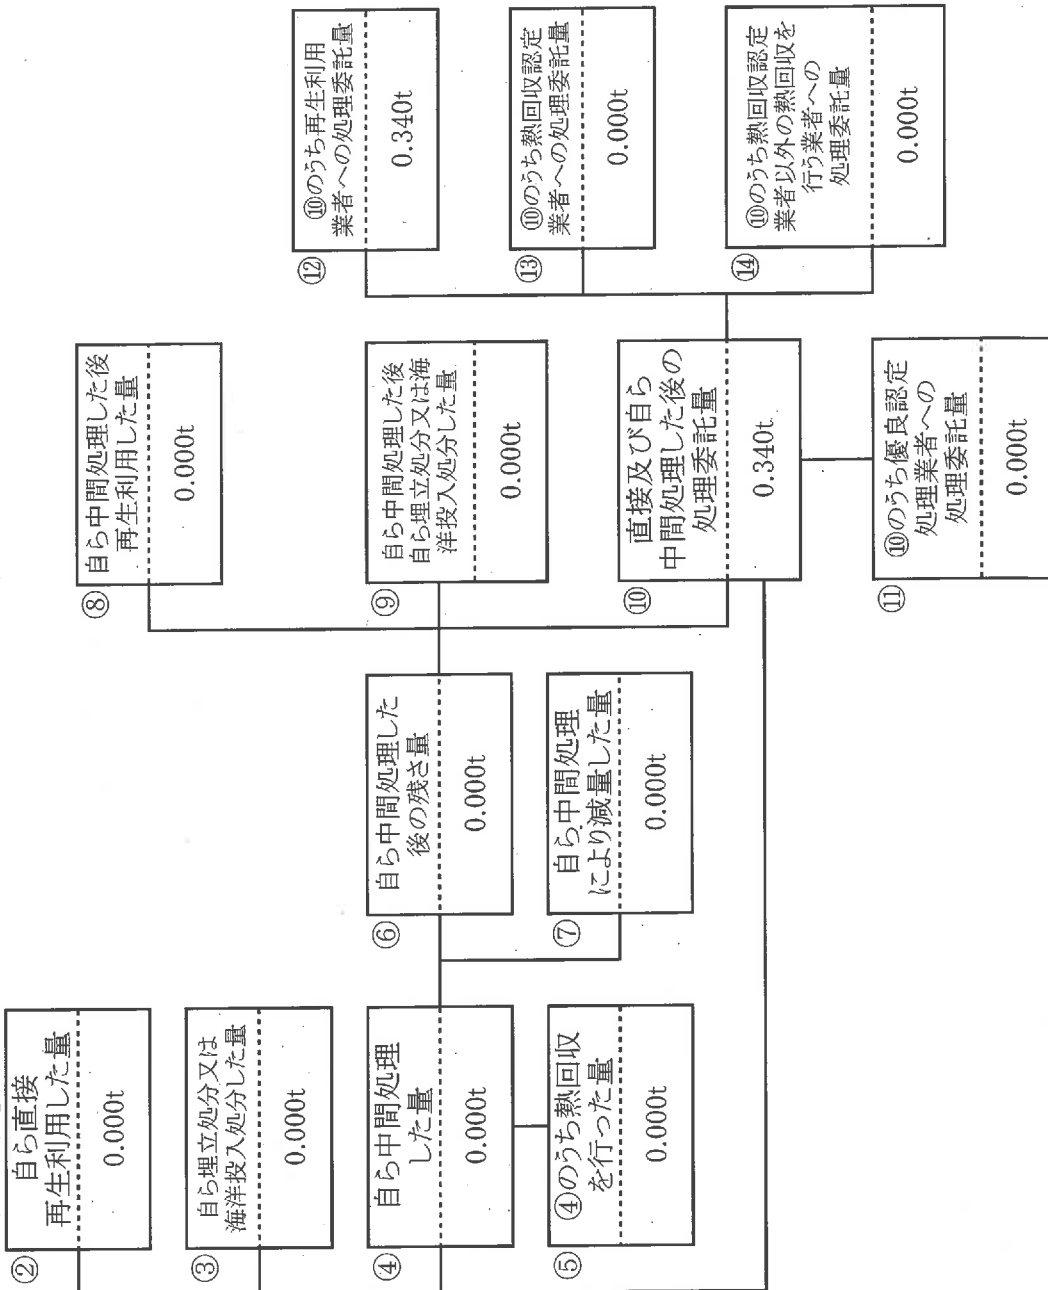 ②
自ら直接
再生利用した量
0.000t
③
自ら埋立処分又は
海洋投入処分した量
0.000t
④
自ら中間処理
した量
0.000t
⑤
④のうち熱回収
を行った量
0.000t
⑥
自ら中間処理した
後の残さ量
0.000t
⑦
自ら中間処理
により減量した量
0.000t
⑧
自ら中間処理した後
再生利用した量
0.000t
⑨
自ら中間処理した後
自ら埋立処分又は海
洋投入処分した量
0.000t
⑩
直接及び自ら
中間処理した後の
処理委託量
0.340t
⑪
⑩のうち優良認定
処理業者への
処理委託量
0.000t
⑫
⑩のうち再生利用
業者への処理委託量
0.340t
⑬
⑩のうち熱回収認定
業者への処理委託量
0.000t
⑭
⑩のうち熱回収認定
業者以外の熱回収を
行う業者への
処理委託量
0.000t